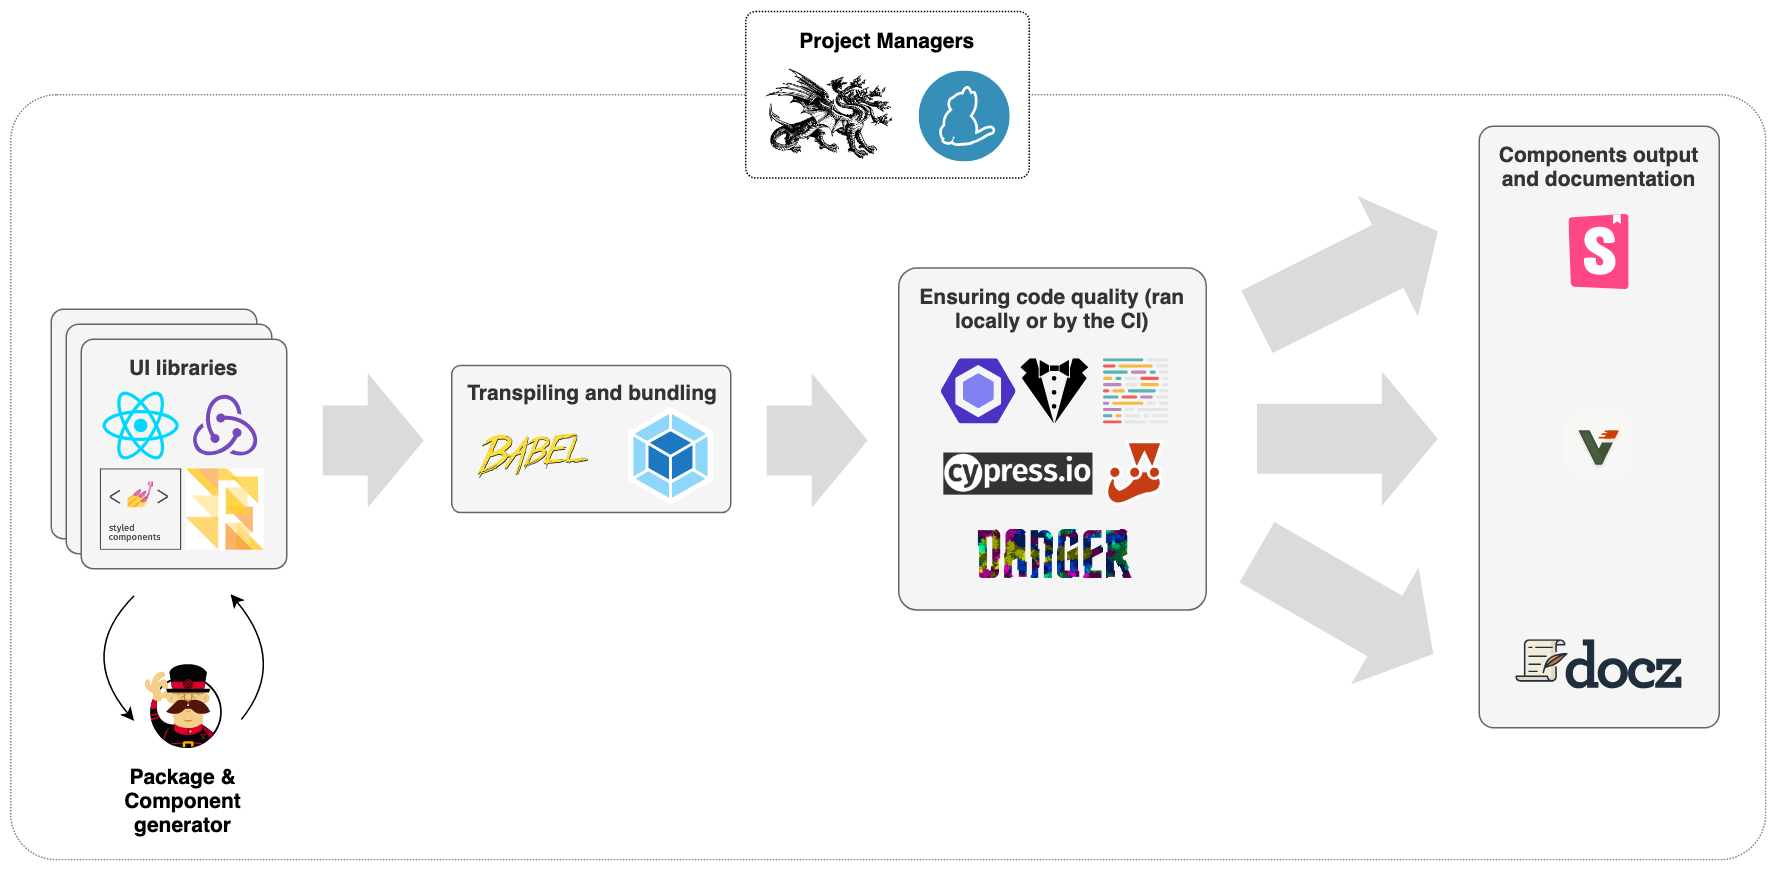 Project Managers
Components output
and documentation
S
Ensuring code quality (ran
locally or by the CI)
UI libraries
Transpiling and bundling
BABEL
cypress.io
< >
styled
components
DANGER
V
docz
Package &
Component
generator